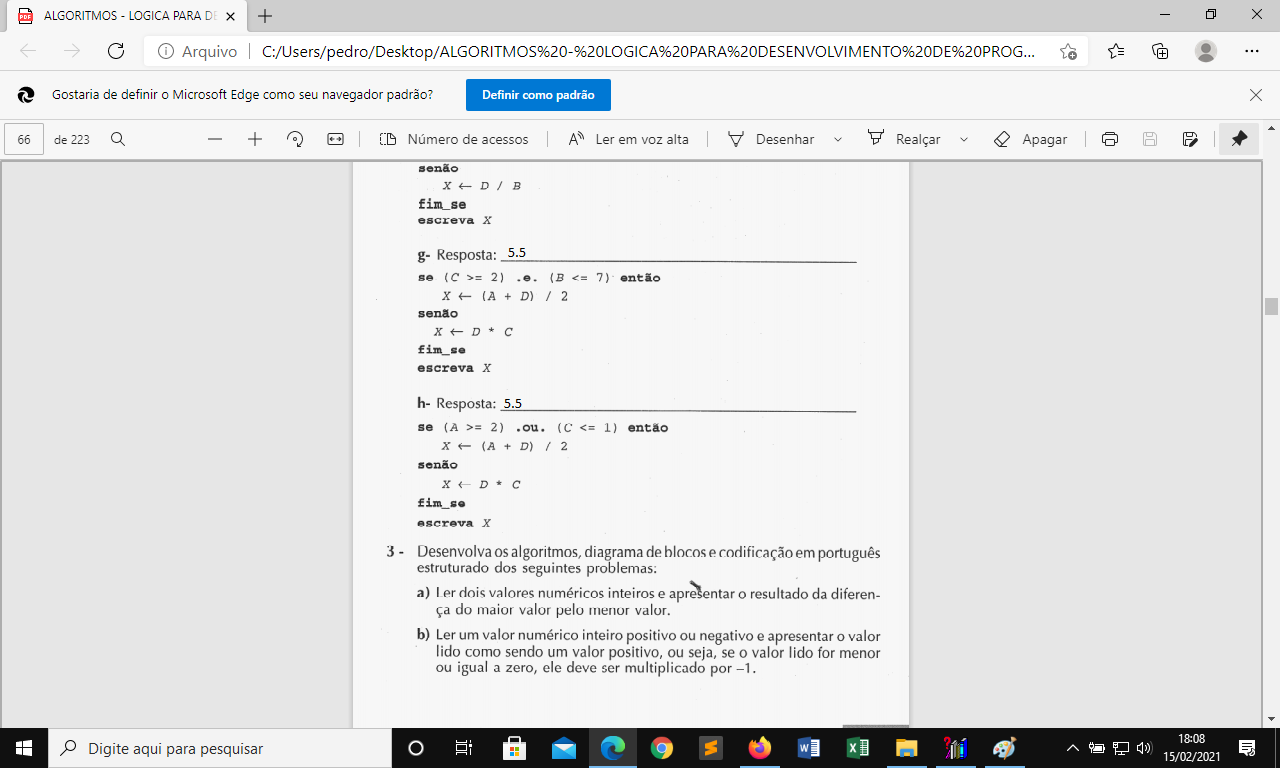 ALGORITMOS - LOGICA PARA DE
Arquivo
C:/Users/pedro/Desktop/ALGORITMOS%20-%20LOGICA%20PARA%20DESENVOLVIMENTO%20DE%20PROG...
Gostaria de definir o Microsoft Edge como seu navegador padrão?
Definir como padrão
66 de 223
Número de acessos
Ler em voz alta
Desenhar
Realçar
Apagar
senão
X ← D / B
fim_se
escreva X
g- Resposta: 5.5
se (C >= 2) .e. (B <= 7) então
X ← (A + D) / 2
senão
X ← D * C
fim_se
escreva X
h- Resposta: 5.5
se (A >= 2) .ou. (C <= 1) então
X ← (A + D) / 2
senão
X ← D * C
fim_se
escreva X
3 - Desenvolva os algoritmos, diagrama de blocos e codificação em português
estruturado dos seguintes problemas:
a) Ler dois valores numéricos inteiros e apresentar o resultado da diferen-
ça do maior valor pelo menor valor.
b) Ler um valor numérico inteiro positivo ou negativo e apresentar o valor
lido como sendo um valor positivo, ou seja, se o valor lido for menor
ou igual a zero, ele deve ser multiplicado por –1.
Digite aqui para pesquisar
18:08
15/02/2021